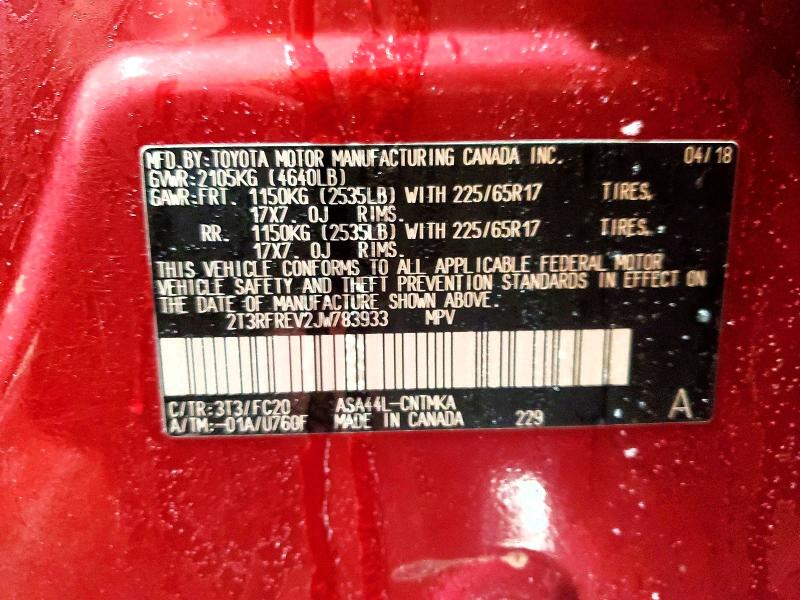 MFD.BY:TOYOTA MOTOR MANUFACTURING CANADA INC. 04/18
GVWR:2105KG (4640LB)
GAWR:FRT. 1150KG (2535LB) WITH 225/65R17 TIRES,
17X7.0J RIMS.
RR. 1150KG (2535LB) WITH 225/65R17 TIRES,
17X7.0J RIMS.
THIS VEHICLE CONFORMS TO ALL APPLICABLE FEDERAL MOTOR
VEHICLE SAFETY AND THEFT PREVENTION STANDARDS IN EFFECT ON
THE DATE OF MANUFACTURE SHOWN ABOVE.
2T3RFREV2JW783933 MPV
C/TR:3T3/FC20 ASA44L-CNTMKA
A/TM:-01A/U760F MADE IN CANADA 229 A